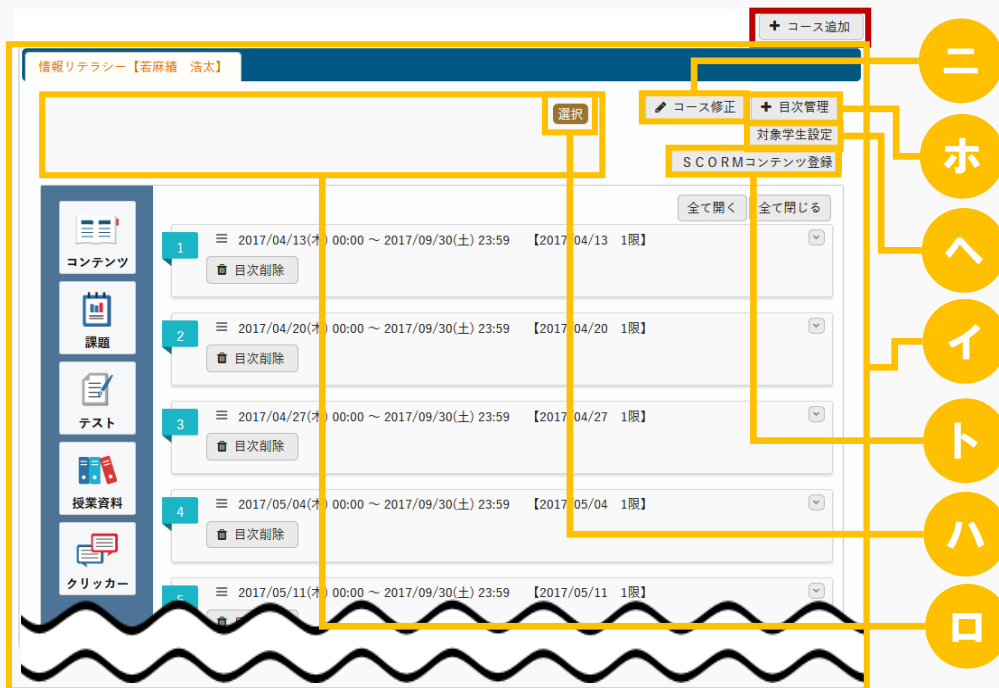 + コース追加
情報リテラシー【若麻績 浩太】
選択
コース修正
+ 目次管理
対象学生設定
SCORMコンテンツ登録
全て開く
全て閉じる
コンテンツ
課題
テスト
授業資料
クリッカー
1
2017/04/13(木) 00:00 ～ 2017/09/30(土) 23:59 【2017/04/13 1限】
目次削除
2
2017/04/20(木) 00:00 ～ 2017/09/30(土) 23:59 【2017/04/20 1限】
目次削除
3
2017/04/27(木) 00:00 ～ 2017/09/30(土) 23:59 【2017/04/27 1限】
目次削除
4
2017/05/04(木) 00:00 ～ 2017/09/30(土) 23:59 【2017/05/04 1限】
目次削除
5
2017/05/11(木) 00:00 ～ 2017/09/30(土) 23:59 【2017/05/11 1限】
ニ
ホ
ヘ
イ
ト
ハ
ロ